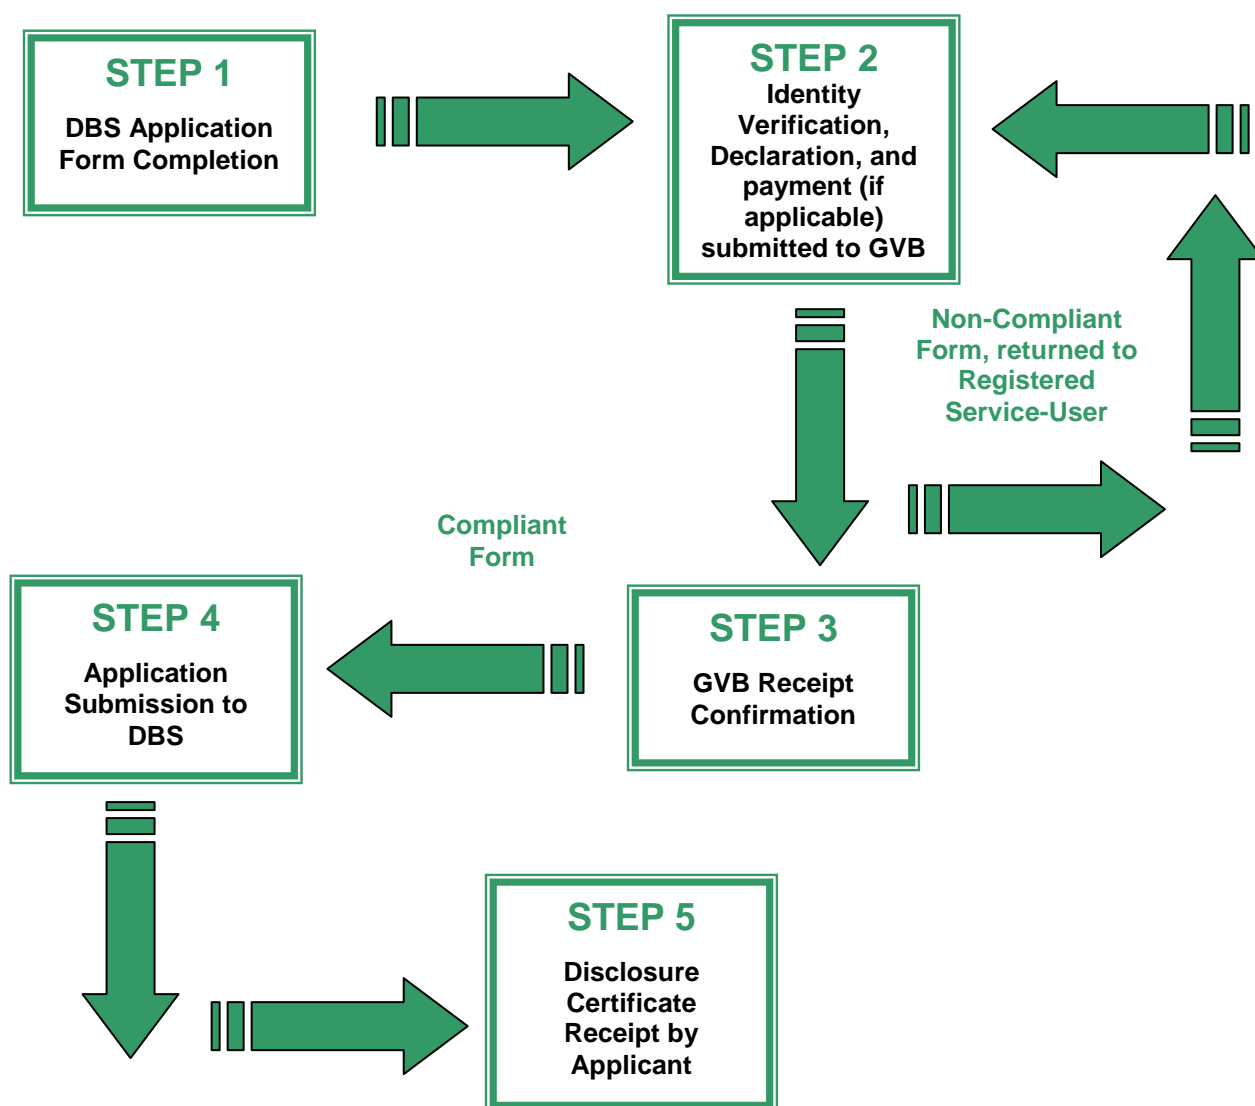 STEP 1
DBS Application
Form Completion
STEP 2
Identity
Verification,
Declaration, and
payment (if
applicable)
submitted to GVB
Non-Compliant
Form, returned to
Registered
Service-User
Compliant
Form
STEP 3
GVB Receipt
Confirmation
STEP 4
Application
Submission to
DBS
STEP 5
Disclosure
Certificate
Receipt by
Applicant